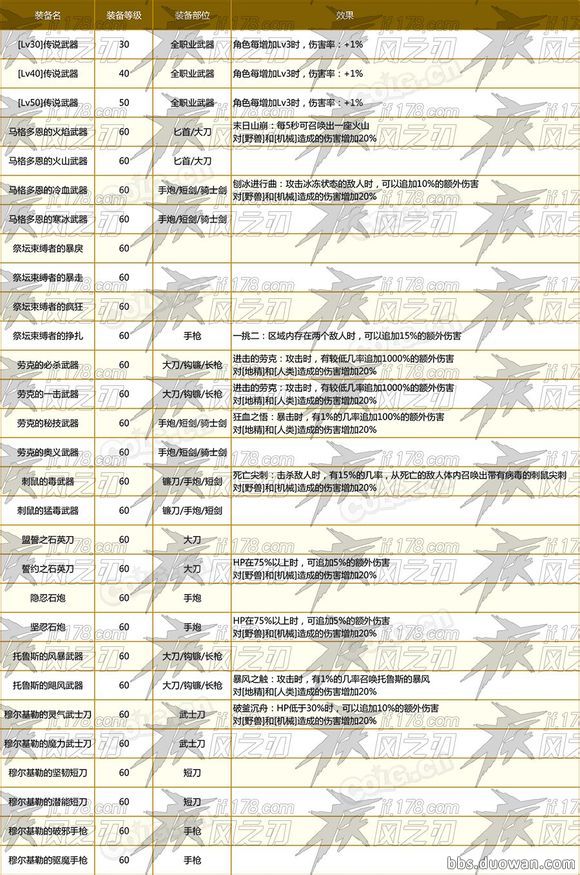 装备名 装备等级 装备部位 效果
[Lv30]传说武器 30 全职业武器 角色每增加Lv3时，伤害率：+1%
[Lv40]传说武器 40 全职业武器 角色每增加Lv3时，伤害率：+1%
[Lv50]传说武器 50 全职业武器 角色每增加Lv3时，伤害率：+1%
马格多恩的火焰武器 60 匕首/大刀 末日山崩：每5秒可召唤出一座火山
对[野兽]和[机械]造成的伤害增加20%
马格多恩的火山武器 60 匕首/大刀
马格多恩的冷血武器 60 手炮/短剑/骑士剑 刨冰进行曲：攻击冰冻状态的敌人时，可以追加10%的额外伤害
对[野兽]和[机械]造成的伤害增加20%
马格多恩的寒冰武器 60 手炮/短剑/骑士剑
祭坛束缚者的暴戾 60
祭坛束缚者的暴走 60
祭坛束缚者的疯狂 60
祭坛束缚者的挣扎 60 手枪 一挑二：区域内存在两个敌人时，可以追加15%的额外伤害
劳克的必杀武器 60 大刀/钩镰/长枪 进击的劳克：攻击时，有较低几率追加1000%的额外伤害
对[地精]和[人类]造成的伤害增加20%
劳克的一击武器 60 大刀/钩镰/长枪 进击的劳克：攻击时，有较低几率追加1000%的额外伤害
对[地精]和[人类]造成的伤害增加20%
劳克的秘技武器 60 手炮/短剑/骑士剑 狂血之悟：暴击时，有1%的几率追加100%的额外伤害
对[地精]和[人类]造成的伤害增加20%
劳克的奥义武器 60 手炮/短剑/骑士剑
刺鼠的毒武器 60 镰刀/手炮/短剑 死亡尖刺：击杀敌人时，有15%的几率，从死亡的敌人体内召唤出带有病毒的刺鼠尖刺
对[野兽]和[机械]造成的伤害增加20%
刺鼠的猛毒武器 60 镰刀/手炮/短剑
盟誓之石英刀 60 大刀
誓约之石英刀 60 大刀 HP在75%以上时，可追加5%的额外伤害
对[野兽]和[机械]造成的伤害增加20%
隐忍石炮 60 手炮
坚忍石炮 60 手炮 HP在75%以上时，可追加5%的额外伤害
对[野兽]和[机械]造成的伤害增加20%
托鲁斯的风暴武器 60 大刀/钩镰/长枪
托鲁斯的飓风武器 60 大刀/钩镰/长枪 暴风之触：攻击时，有1%的几率召唤托鲁斯的暴风
对[地精]和[人类]造成的伤害增加20%
穆尔基勒的灵气武士刀 60 武士刀 破釜沉舟：HP低于30%时，可以追加10%的额外伤害
对[野兽]和[机械]造成的伤害增加20%
穆尔基勒的魔力武士刀 60 武士刀
穆尔基勒的坚韧短刀 60 短刀
穆尔基勒的潜能短刀 60 短刀
穆尔基勒的破邪手枪 60 手枪
穆尔基勒的驱魔手枪 60 手枪
bbs.duowan.com